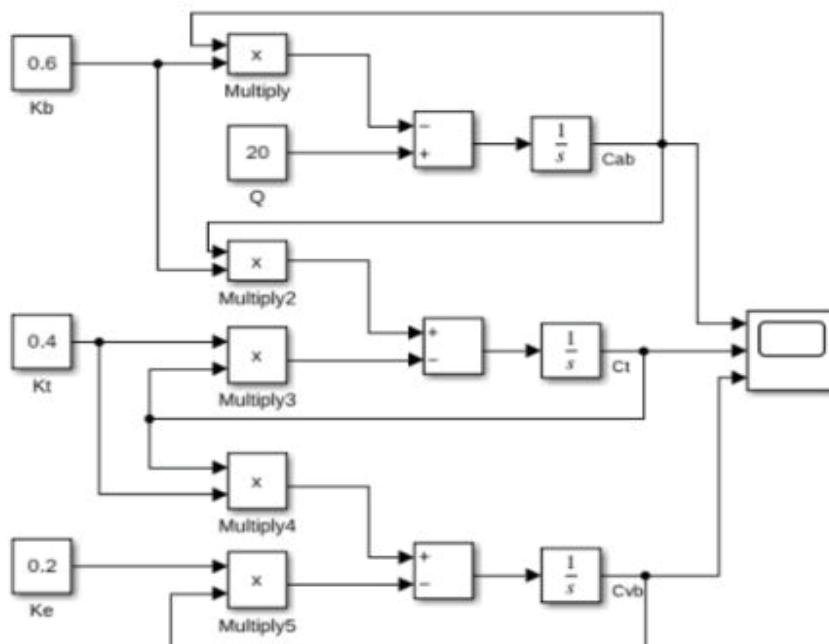 0.6
Kb
x
Multiply
20
Q
−
+
1
s
Cab
x
Multiply2
0.4
Kt
x
Multiply3
+
−
1
s
Ct
x
Multiply4
0.2
Ke
x
Multiply5
+
−
1
s
Cvb